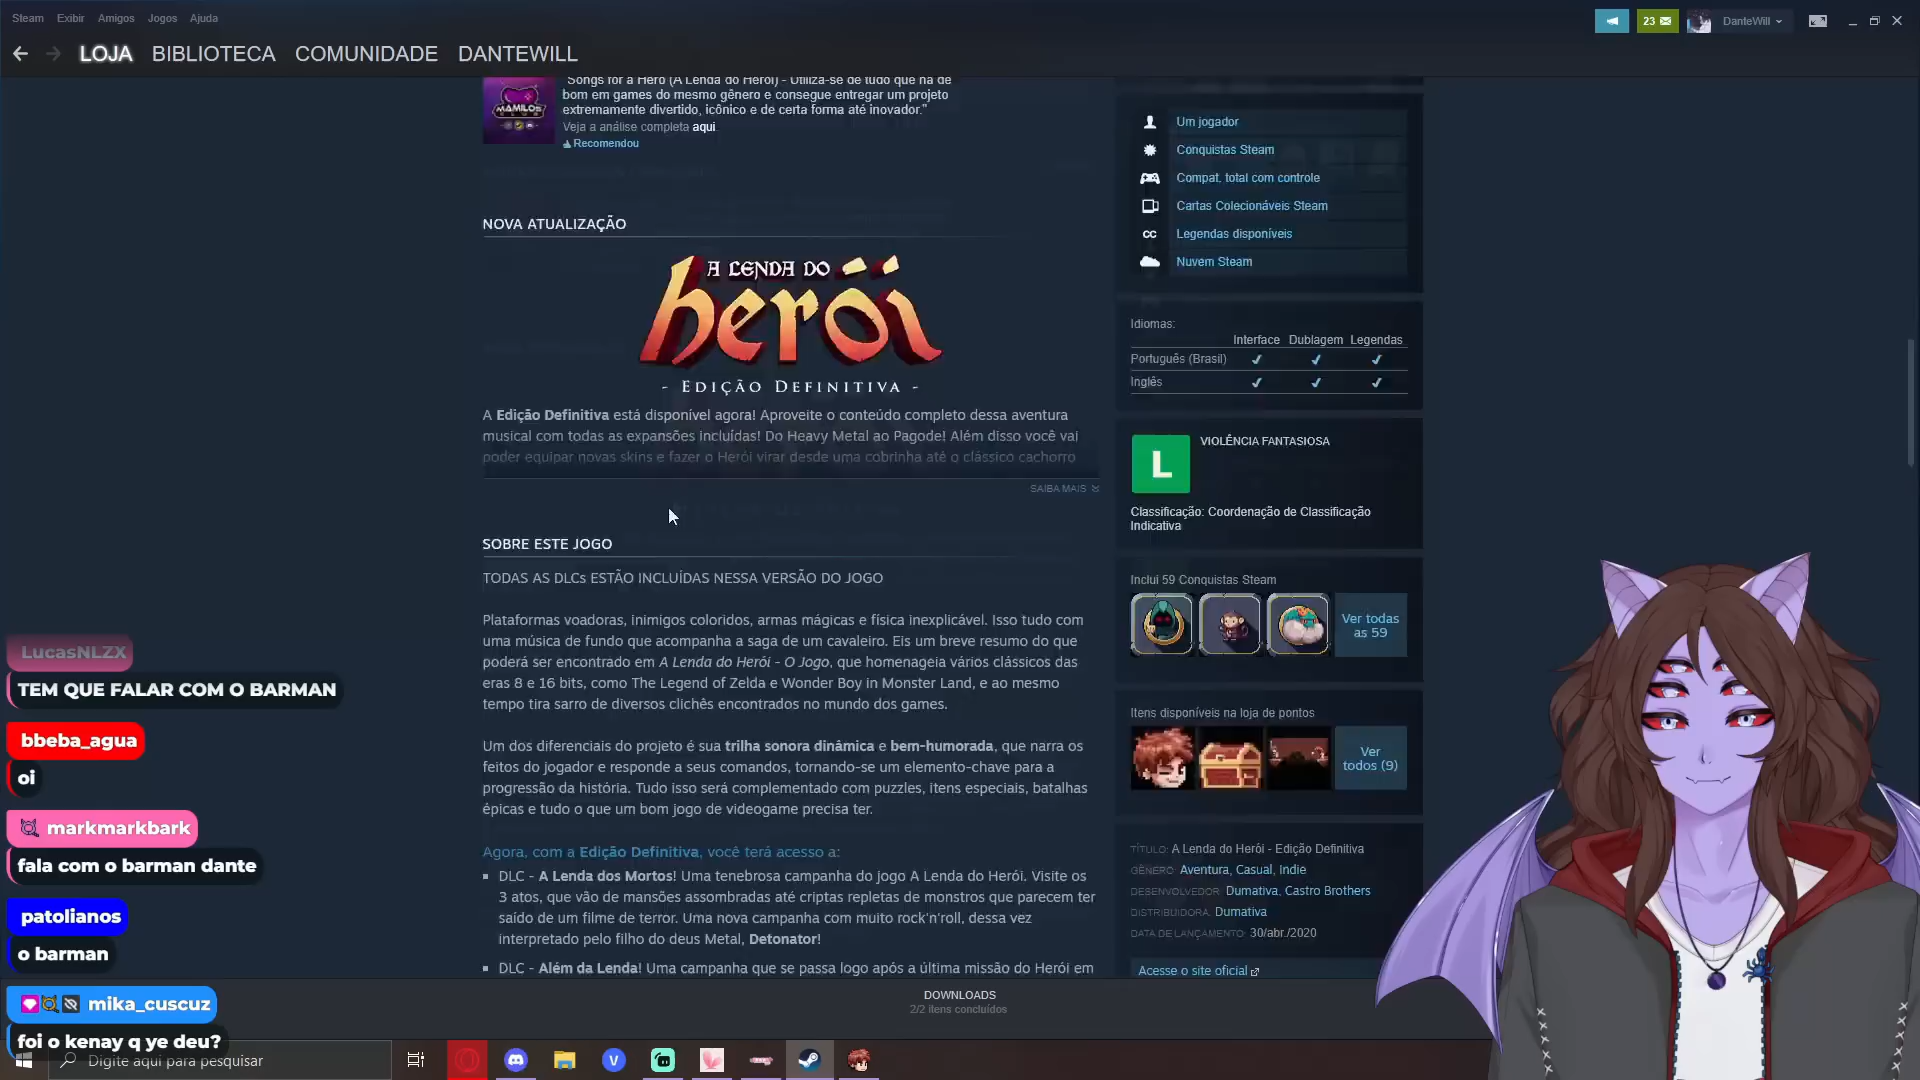 Steam Exibir Amigos Jogos Ajuda
23
DanteWill
LOJA BIBLIOTECA COMUNIDADE DANTEWILL
"Songs for a Hero (A Lenda do Herói) - Utiliza-se de tudo que há de
bom em games do mesmo gênero e consegue entregar um projeto
extremamente divertido, icônico e de certa forma até inovador."
Veja a análise completa aqui
Recomendou
MAMILOS
NOVA ATUALIZAÇÃO
A LENDA DO
herói
- EDIÇÃO DEFINITIVA -
A Edição Definitiva está disponível agora! Aproveite o conteúdo completo dessa aventura
musical com todas as expansões incluídas! Do Heavy Metal ao Pagode! Além disso você vai
poder equipar novas skins e fazer o Herói virar desde uma cobrinha até o clássico cachorro
SAIBA MAIS
SOBRE ESTE JOGO
TODAS AS DLCs ESTÃO INCLUÍDAS NESSA VERSÃO DO JOGO
Plataformas voadoras, inimigos coloridos, armas mágicas e física inexplicável. Isso tudo com
uma música de fundo que acompanha a saga de um cavaleiro. Eis um breve resumo do que
poderá ser encontrado em A Lenda do Herói - O Jogo, que homenageia vários clássicos das
eras 8 e 16 bits, como The Legend of Zelda e Wonder Boy in Monster Land, e ao mesmo
tempo tira sarro de diversos clichês encontrados no mundo dos games.
Um dos diferenciais do projeto é sua trilha sonora dinâmica e bem-humorada, que narra os
feitos do jogador e responde a seus comandos, tornando-se um elemento-chave para a
progressão da história. Tudo isso será complementado com puzzles, itens especiais, batalhas
épicas e tudo o que um bom jogo de videogame precisa ter.
Agora, com a Edição Definitiva, você terá acesso a:
DLC - A Lenda dos Mortos! Uma tenebrosa campanha do jogo A Lenda do Herói. Visite os
3 atos, que vão de mansões assombradas até criptas repletas de monstros que parecem ter
saído de um filme de terror. Uma nova campanha com muito rock'n'roll, dessa vez
interpretado pelo filho do deus Metal, Detonator!
DLC - Além da Lenda! Uma campanha que se passa logo após a última missão do Herói em
Um jogador
Conquistas Steam
Compat. total com controle
Cartas Colecionáveis Steam
CC Legendas disponíveis
Nuvem Steam
Idiomas:
Interface Dublagem Legendas
Português (Brasil) ✔ ✔ ✔
Inglês ✔ ✔ ✔
L
VIOLÊNCIA FANTASIOSA
Classificação: Coordenação de Classificação
Indicativa
Inclui 59 Conquistas Steam
Ver todas
as 59
Itens disponíveis na loja de pontos
Ver
todos (9)
TÍTULO: A Lenda do Herói - Edição Definitiva
GÊNERO: Aventura, Casual, Indie
DESENVOLVEDOR: Dumativa, Castro Brothers
DISTRIBUIDORA: Dumativa
DATA DE LANÇAMENTO: 30/abr./2020
Acesse o site oficial
LucasNLZX
TEM QUE FALAR COM O BARMAN
bbeba_agua
oi
markmarkbark
fala com o barman dante
patolianos
o barman
mika_cuscuz
foi o kenay q ye deu?
DOWNLOADS
2/2 itens concluídos
Digite aqui para pesquisar
V